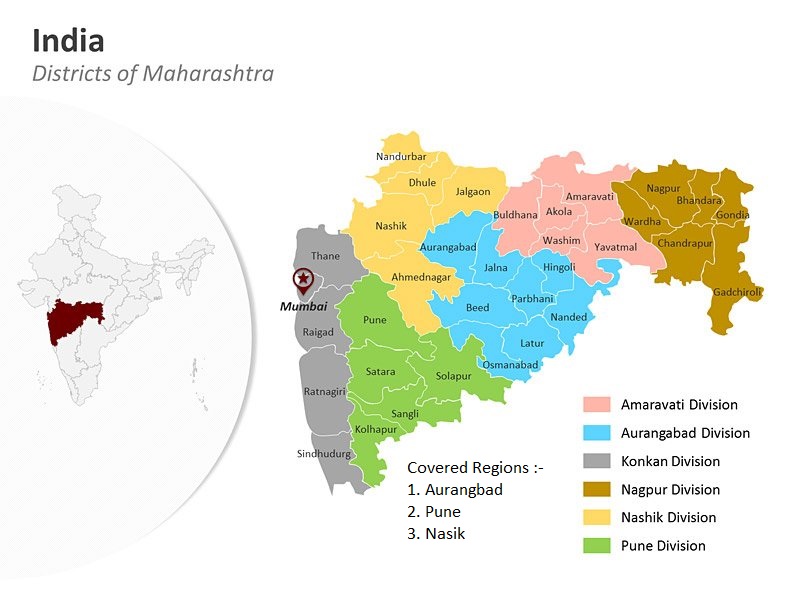 India
Districts of Maharashtra
Nandurbar
Dhule
Jalgaon
Nashik
Ahmednagar
Buldhana
Akola
Amaravati
Washim
Yavatmal
Nagpur
Bhandara
Gondia
Wardha
Chandrapur
Gadchiroli
Aurangabad
Jalna
Hingoli
Parbhani
Beed
Nanded
Latur
Osmanabad
Thane
Mumbai
Raigad
Ratnagiri
Sindhudurg
Pune
Satara
Solapur
Sangli
Kolhapur
Covered Regions :-
1. Aurangbad
2. Pune
3. Nasik
Amaravati Division
Aurangabad Division
Konkan Division
Nagpur Division
Nashik Division
Pune Division